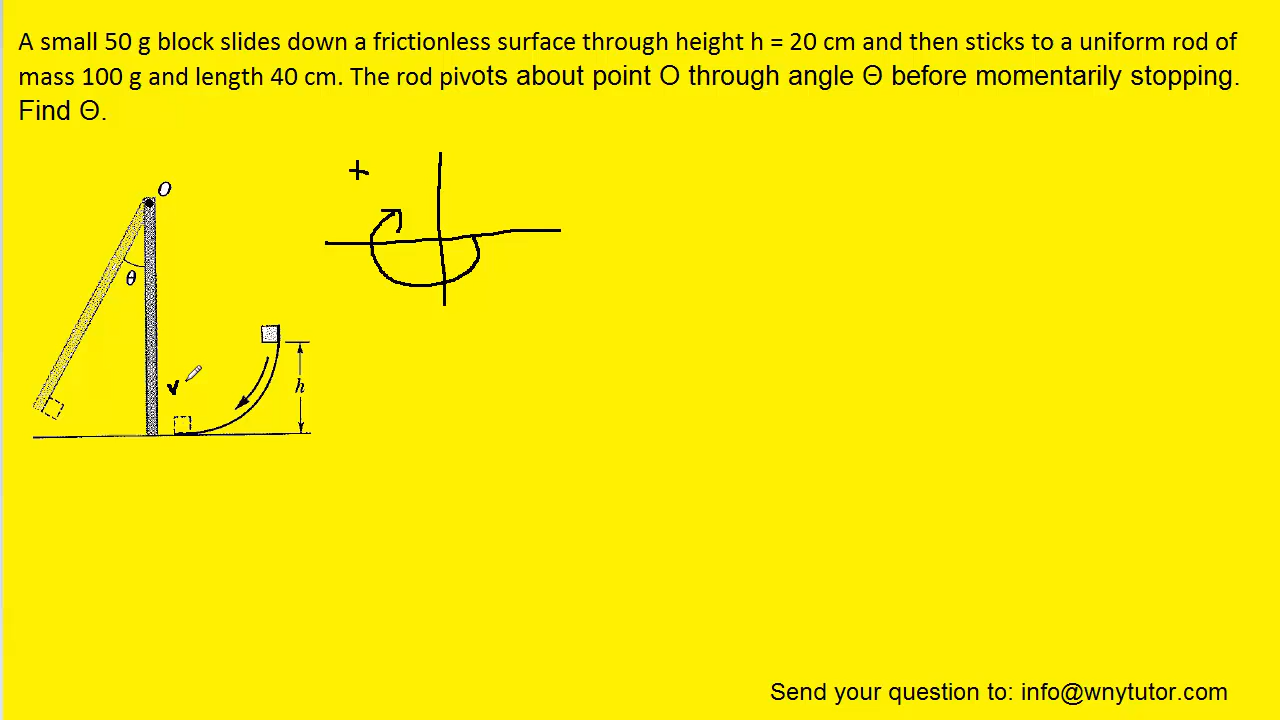 A small 50 g block slides down a frictionless surface through height h = 20 cm and then sticks to a uniform rod of
mass 100 g and length 40 cm. The rod pivots about point O through angle Θ before momentarily stopping.
Find Θ.
+
O
θ
v
h
Send your question to: info@wnytutor.com